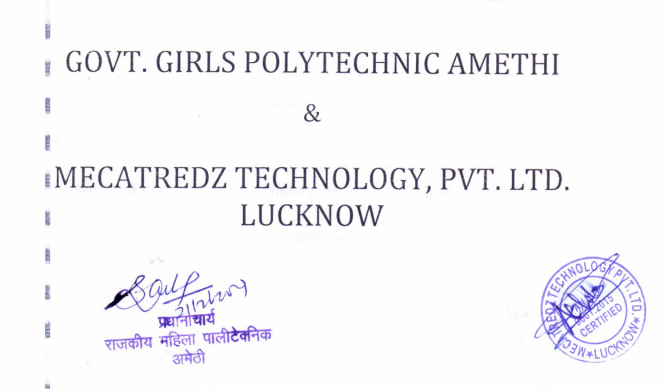 GOVT. GIRLS POLYTECHNIC AMETHI
&
MECATREDZ TECHNOLOGY, PVT. LTD.
LUCKNOW
प्रधानाचार्य
राजकीय महिला पालीटेक्निक
अमेठी
MECATREDZ TECHNOLOGY PVT. LTD. * LUCKNOW *
CERTIFIED